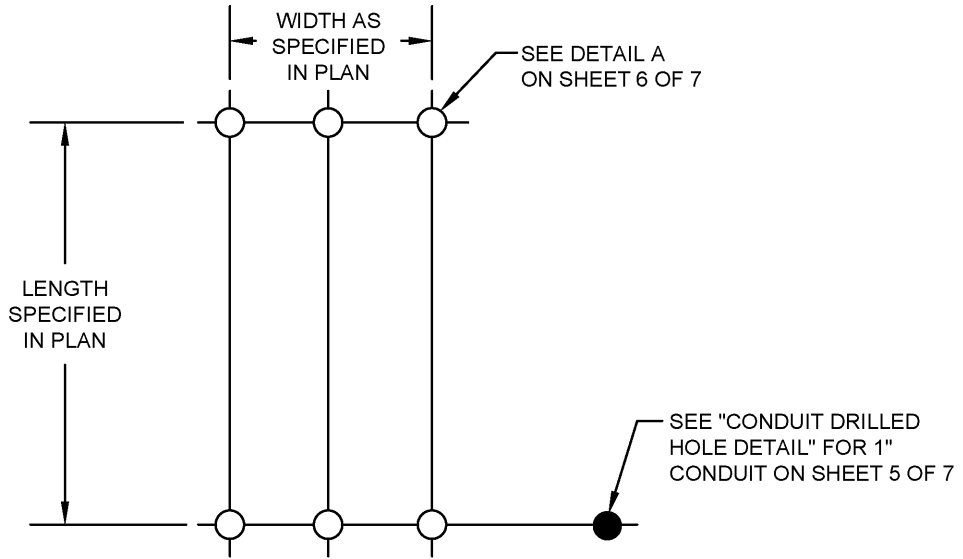 WIDTH AS
SPECIFIED
IN PLAN
SEE DETAIL A
ON SHEET 6 OF 7
LENGTH
SPECIFIED
IN PLAN
SEE "CONDUIT DRILLED
HOLE DETAIL" FOR 1"
CONDUIT ON SHEET 5 OF 7